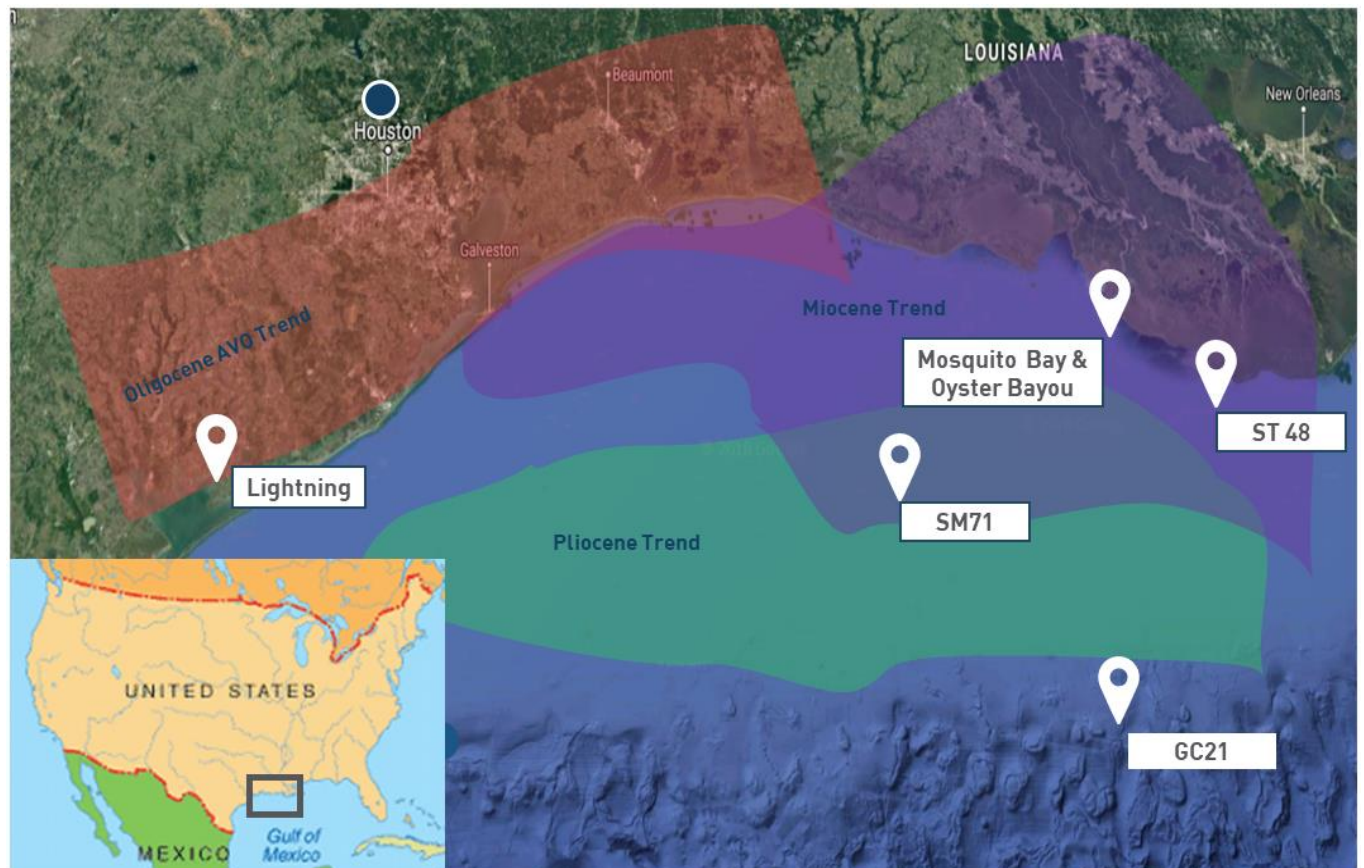 LOUISIANA
Beaumont
New Orleans
Houston
Galveston
Miocene Trend
Oligocene AVO Trend
Mosquito Bay &
Oyster Bayou
ST 48
Lightning
SM71
Pliocene Trend
GC21
UNITED STATES
Gulf of
Mexico
MEXICO